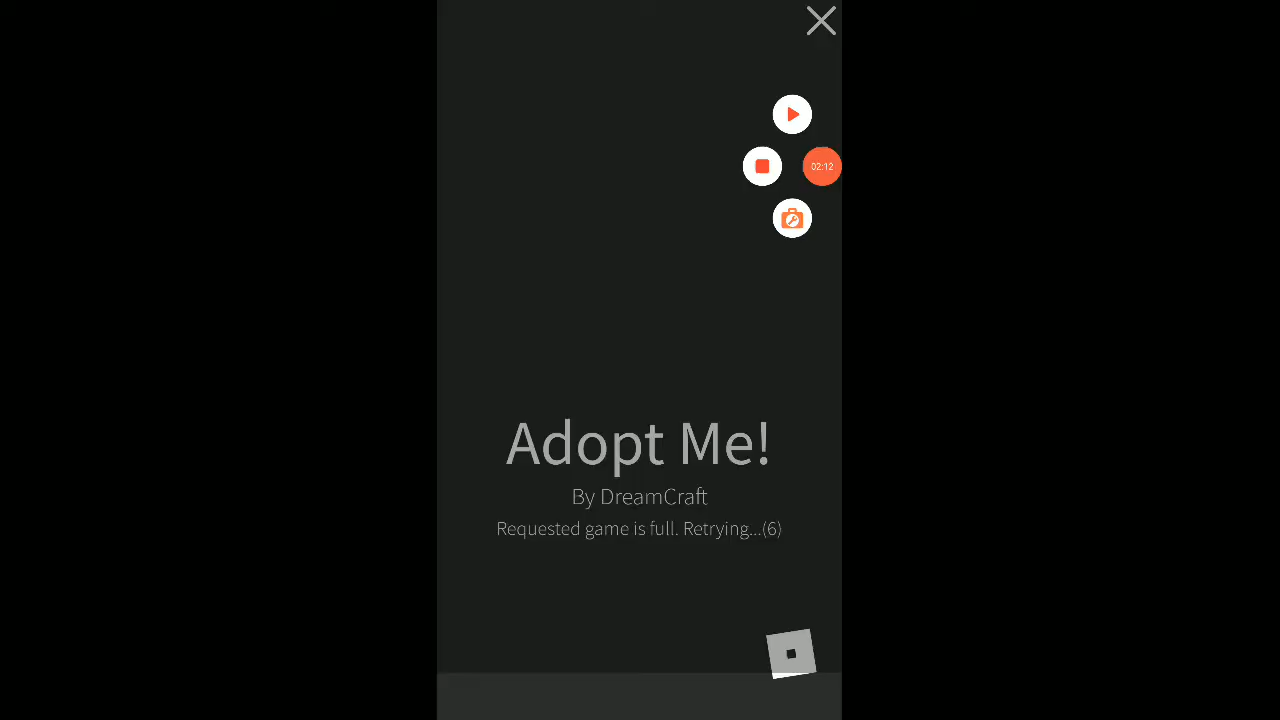 02:12
Adopt Me!
By DreamCraft
Requested game is full. Retrying...(6)